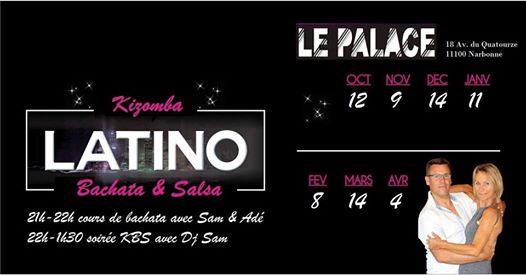 LE PALACE
18 Av. du Quatourze
11100 Narbonne
OCT NOV DEC JANV
12 9 14 11
Kizomba
LATINO
Bachata & Salsa
FEV MARS AVR
8 14 4
21h-22h cours de bachata avec Sam & Adé
22h-1h30 soirée KBS avec Dj Sam